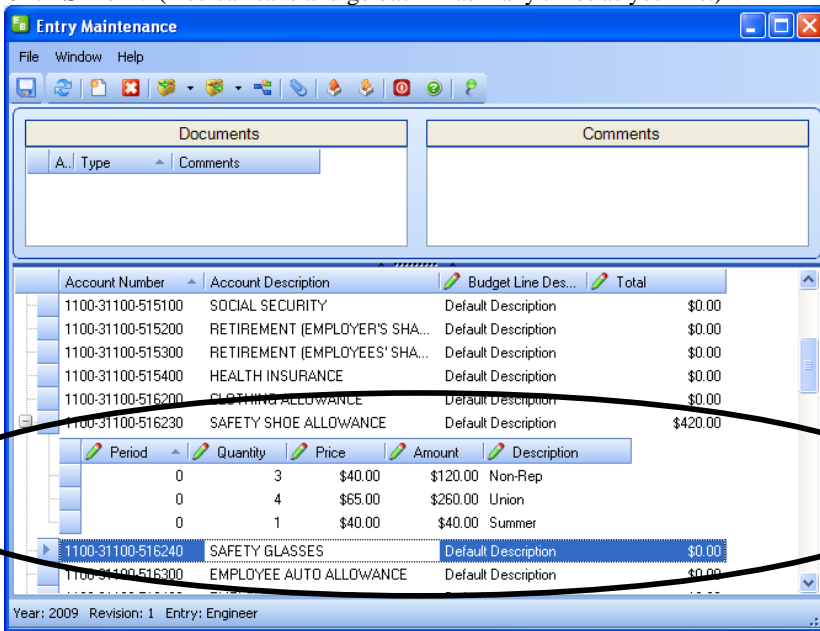 Entry Maintenance
File Window Help
Documents Comments
A.. Type Comments
Account Number Account Description Budget Line Des... Total
1100-31100-515100 SOCIAL SECURITY Default Description $0.00
1100-31100-515200 RETIREMENT (EMPLOYER'S SHA... Default Description $0.00
1100-31100-515300 RETIREMENT (EMPLOYEES' SHA... Default Description $0.00
1100-31100-515400 HEALTH INSURANCE Default Description $0.00
1100-31100-516200 CLOTHING ALLOWANCE Default Description $0.00
1100-31100-516230 SAFETY SHOE ALLOWANCE Default Description $420.00
Period Quantity Price Amount Description
0 3 $40.00 $120.00 Non-Rep
0 4 $65.00 $260.00 Union
0 1 $40.00 $40.00 Summer
1100-31100-516240 SAFETY GLASSES Default Description $0.00
1100-31100-516300 EMPLOYEE AUTO ALLOWANCE Default Description $0.00
Year: 2009 Revision: 1 Entry: Engineer